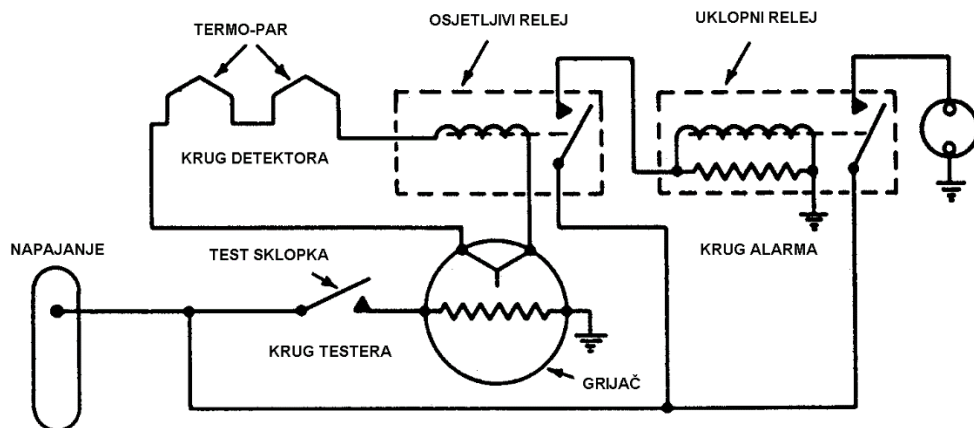 OSJETLJIVI RELEJ
UKLOPNI RELEJ
TERMO-PAR
KRUG DETEKTORA
NAPAJANJE
TEST SKLOPKA
KRUG ALARMA
KRUG TESTERA
GRIJAČ